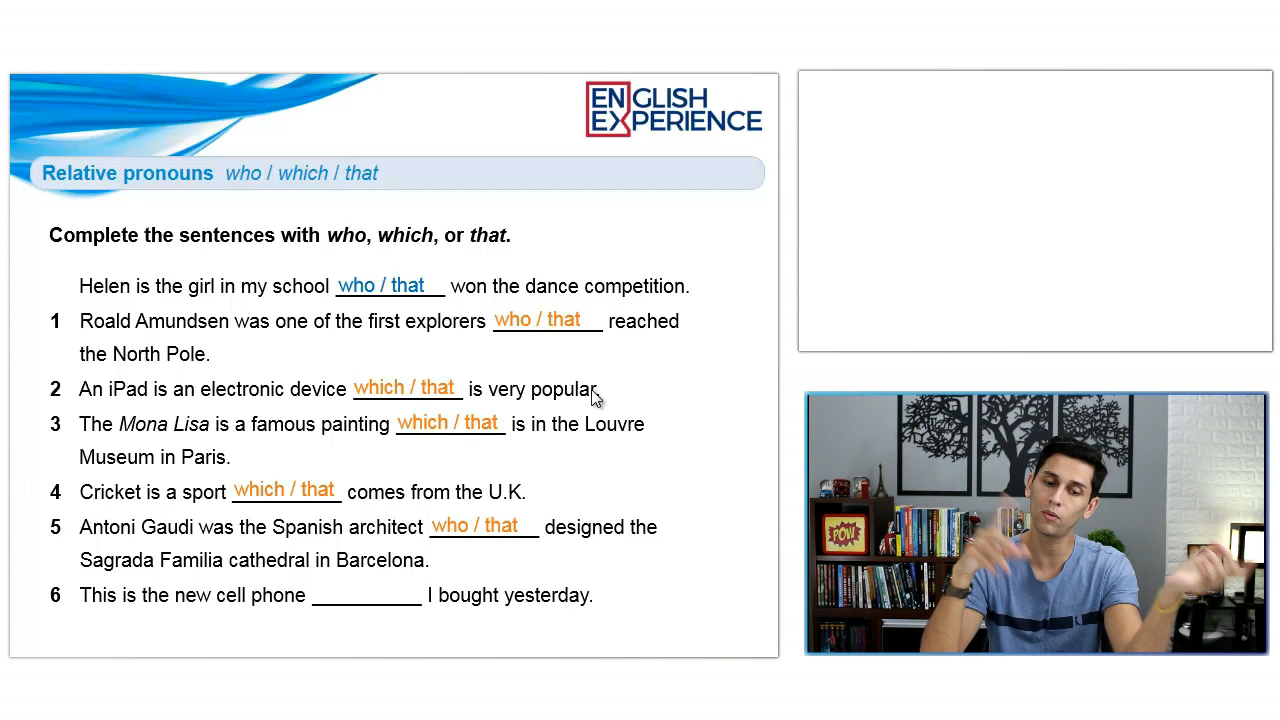 ENGLISH
EXPERIENCE
Relative pronouns who / which / that
Complete the sentences with who, which, or that.
Helen is the girl in my school who / that won the dance competition.
1 Roald Amundsen was one of the first explorers who / that reached
the North Pole.
2 An iPad is an electronic device which / that is very popular.
3 The Mona Lisa is a famous painting which / that is in the Louvre
Museum in Paris.
4 Cricket is a sport which / that comes from the U.K.
5 Antoni Gaudi was the Spanish architect who / that designed the
Sagrada Familia cathedral in Barcelona.
6 This is the new cell phone __________ I bought yesterday.
POW!